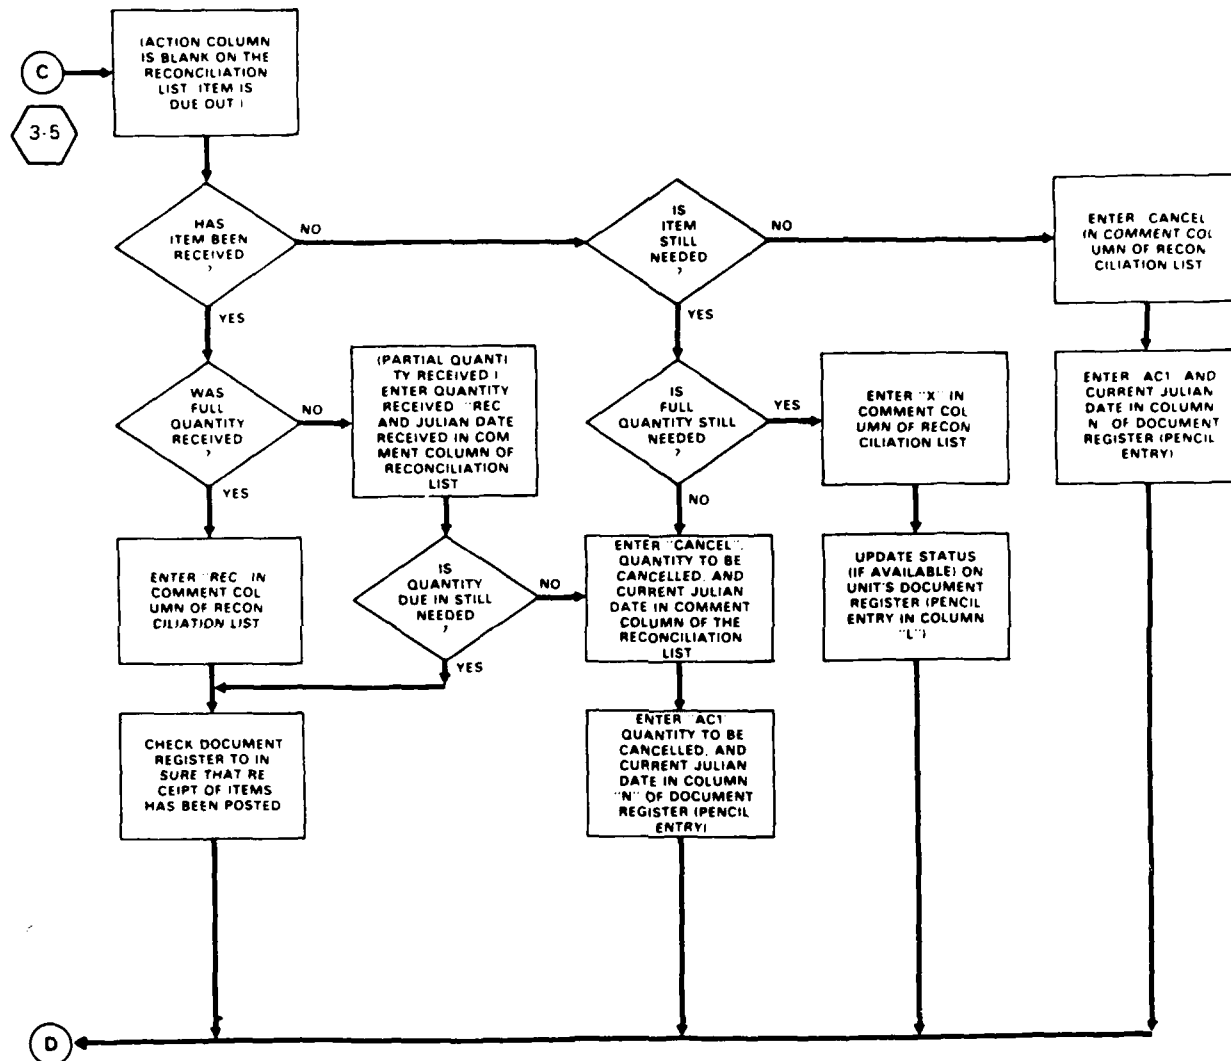 (ACTION COLUMN
IS BLANK ON THE
RECONCILIATION
LIST ITEM IS
DUE OUT )
C
3-5
HAS
ITEM BEEN
RECEIVED
?
NO
YES
IS
ITEM
STILL
NEEDED
?
NO
YES
ENTER CANCEL
IN COMMENT COL
UMN OF RECON
CILIATION LIST
WAS
FULL
QUANTITY
RECEIVED
?
NO
YES
(PARTIAL QUANTI
TY RECEIVED )
ENTER QUANTITY
RECEIVED "REC
AND JULIAN DATE
RECEIVED IN COM
MENT COLUMN OF
RECONCILIATION
LIST
IS
FULL
QUANTITY STILL
NEEDED
?
YES
NO
ENTER "X" IN
COMMENT COL
UMN OF RECON
CILIATION LIST
ENTER AC1 AND
CURRENT JULIAN
DATE IN COLUMN
N" OF DOCUMENT
REGISTER (PENCIL
ENTRY)
ENTER "REC IN
COMMENT COL
UMN OF RECON
CILIATION LIST
IS
QUANTITY
DUE IN STILL
NEEDED
?
NO
YES
ENTER "CANCEL",
QUANTITY TO BE
CANCELLED, AND
CURRENT JULIAN
DATE IN COMMENT
COLUMN OF THE
RECONCILIATION
LIST
UPDATE STATUS
(IF AVAILABLE) ON
UNIT'S DOCUMENT
REGISTER (PENCIL
ENTRY IN COLUMN
"L")
CHECK DOCUMENT
REGISTER TO IN
SURE THAT RE
CEIPT OF ITEMS
HAS BEEN POSTED
ENTER "AC1"
QUANTITY TO BE
CANCELLED, AND
CURRENT JULIAN
DATE IN COLUMN
"N" OF DOCUMENT
REGISTER (PENCIL
ENTRY)
D